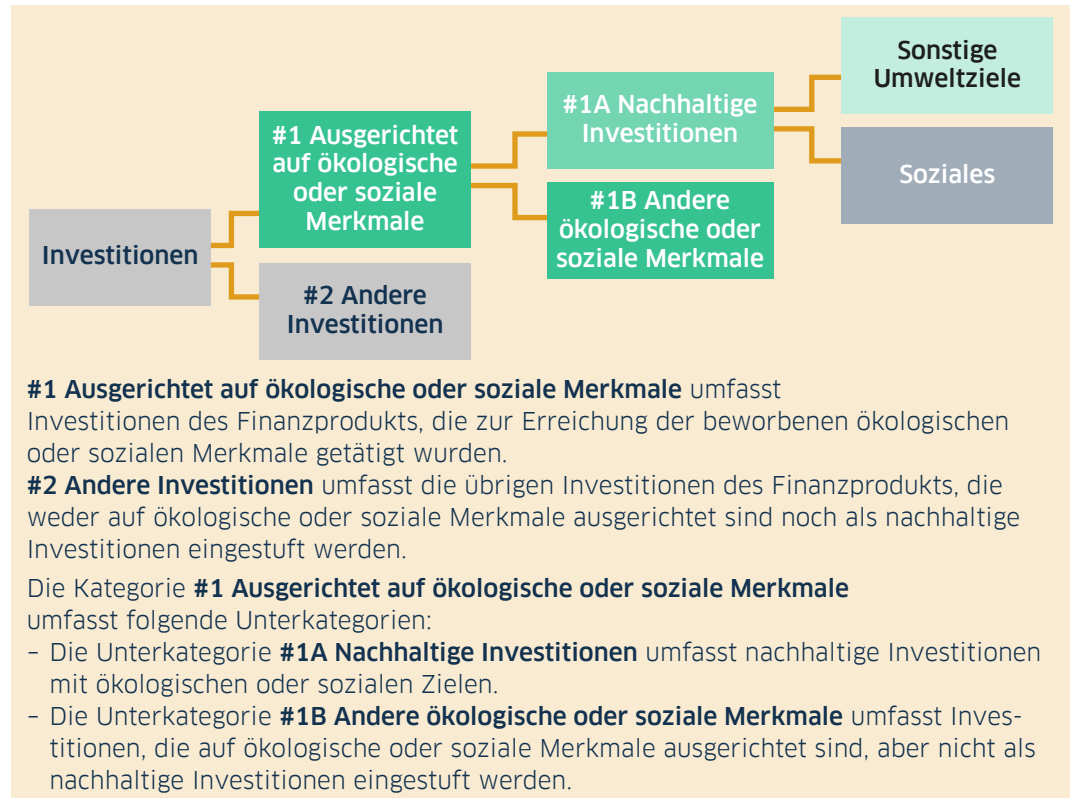 Investitionen
#1 Ausgerichtet
auf ökologische
oder soziale
Merkmale
#2 Andere
Investitionen
#1A Nachhaltige
Investitionen
#1B Andere
ökologische oder
soziale Merkmale
Sonstige
Umweltziele
Soziales
#1 Ausgerichtet auf ökologische oder soziale Merkmale umfasst
Investitionen des Finanzprodukts, die zur Erreichung der beworbenen ökologischen
oder sozialen Merkmale getätigt wurden.
#2 Andere Investitionen umfasst die übrigen Investitionen des Finanzprodukts, die
weder auf ökologische oder soziale Merkmale ausgerichtet sind noch als nachhaltige
Investitionen eingestuft werden.
Die Kategorie #1 Ausgerichtet auf ökologische oder soziale Merkmale
umfasst folgende Unterkategorien:
– Die Unterkategorie #1A Nachhaltige Investitionen umfasst nachhaltige Investitionen
mit ökologischen oder sozialen Zielen.
– Die Unterkategorie #1B Andere ökologische oder soziale Merkmale umfasst Inves-
titionen, die auf ökologische oder soziale Merkmale ausgerichtet sind, aber nicht als
nachhaltige Investitionen eingestuft werden.